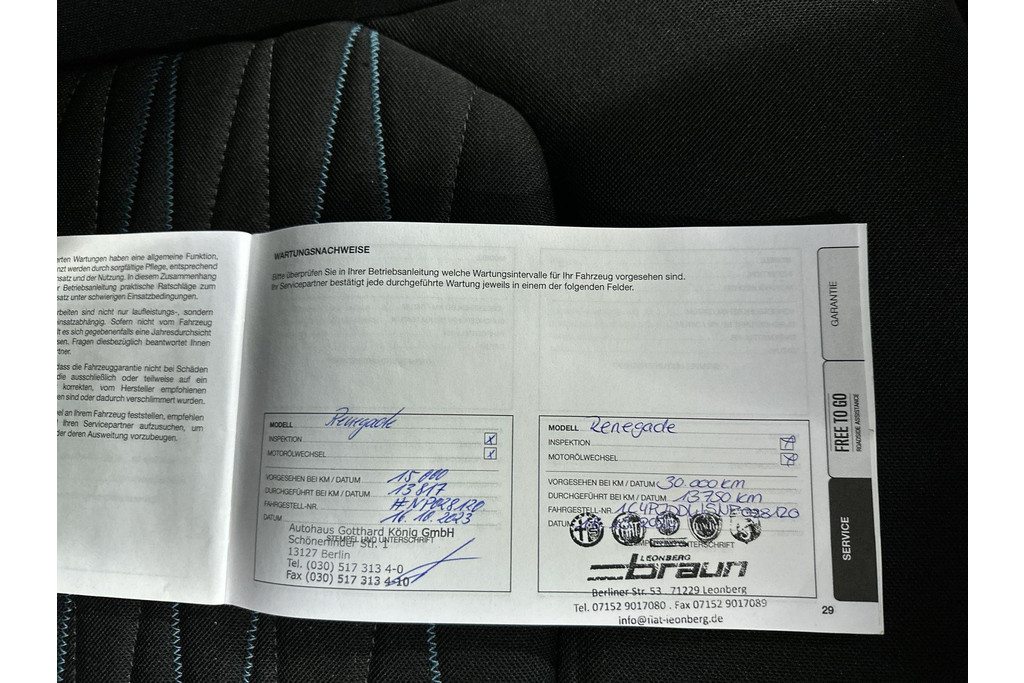 rten Wartungen haben eine allgemeine Funktion,
nzt werden durch sorgfältige Pflege, entsprechend
satz und der Nutzung. In diesem Zusammenhang
r Betriebsanleitung praktische Ratschläge zum
satz unter schwierigen Einsatzbedingungen.
rbeiten sind nicht nur laufleistungs-, sondern
insatzabhängig. Sofern nicht vom Fahrzeug
lt es sich gegebenenfalls eine Jahresdurchsicht
sen. Fragen diesbezüglich beantwortet Ihnen
rtner.
dass die Fahrzeuggarantie nicht bei Schäden
die ausschließlich oder teilweise auf ein
korrekten, vom Hersteller empfohlenen
en sind oder dadurch verschlimmert wurden.
el an Ihrem Fahrzeug feststellen, empfehlen
Ihren Servicepartner aufzusuchen, um
der deren Ausweitung vorzubeugen.
WARTUNGSNACHWEISE
Bitte überprüfen Sie in Ihrer Betriebsanleitung welche Wartungsintervalle für Ihr Fahrzeug vorgesehen sind.
Ihr Servicepartner bestätigt jede durchgeführte Wartung jeweils in einem der folgenden Felder.
MODELL Renegade
INSPEKTION X
MOTORÖLWECHSEL X
VORGESEHEN BEI KM / DATUM 15 000
DURCHGEFÜHRT BEI KM / DATUM 13817
FAHRGESTELL-NR. #NP028120
DATUM 16.10.2023
STEMPEL UND UNTERSCHRIFT
Autohaus Gotthard König GmbH
Schönerlinder Str. 1
13127 Berlin
Tel. (030) 517 313 4-0
Fax (030) 517 313 4-10
MODELL Renegade
INSPEKTION X
MOTORÖLWECHSEL X
VORGESEHEN BEI KM / DATUM 30.000 km
DURCHGEFÜHRT BEI KM / DATUM 13750 km
FAHRGESTELL-NR.
DATUM
UNTERSCHRIFT
LEONBERG
AUTOHAUS braun
Berliner Str. 53 71229 Leonberg
Tel. 07152 9017080 . Fax 07152 9017089
info@fiat-leonberg.de
29
GARANTIE
FREE TO GO
ROADSIDE ASSISTANCE
SERVICE